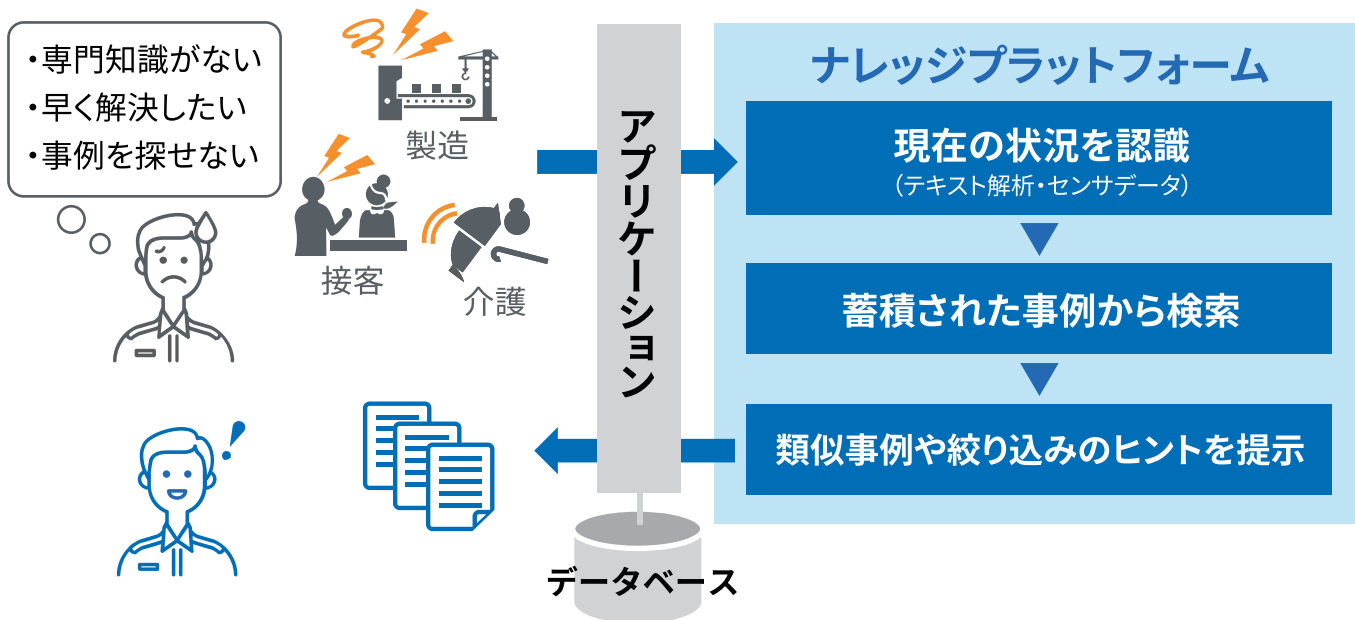 ・専門知識がない
・早く解決したい
・事例を探せない
製造
接客
介護
アプリケーション
データベース
ナレッジプラットフォーム
現在の状況を認識
（テキスト解析・センサデータ）
蓄積された事例から検索
類似事例や絞り込みのヒントを提示